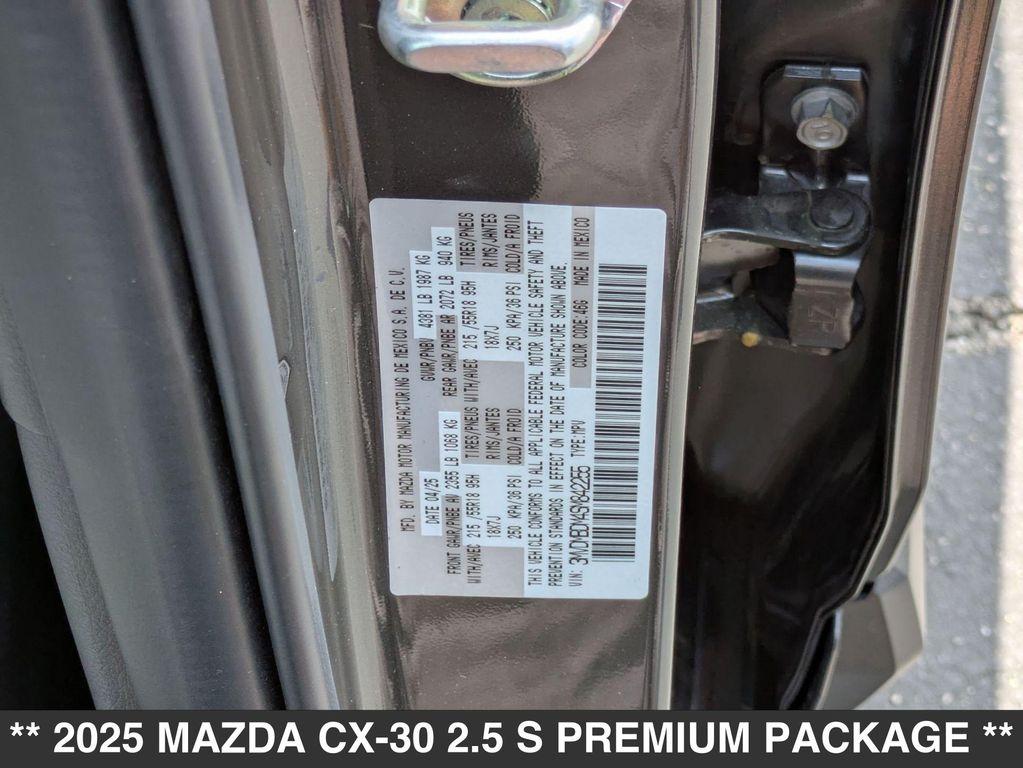 MFD. BY MAZDA MOTOR MANUFACTURING DE MEXICO S.A. DE C.V.
DATE 04/25 GVWR/PNBV 4381 LB 1987 KG
FRONT GAWR/PNBE AV 2355 LB 1068 KG REAR GAWR/PNBE AR 2072 LB 940 KG
WITH/AVEC 215 /55R18 95H TIRES/PNEUS WITH/AVEC 215 /55R18 95H TIRES/PNEUS
18X7J RIMS/JANTES 18X7J RIMS/JANTES
250 KPA/36 PSI COLD/A FROID 250 KPA/36 PSI COLD/A FROID
THIS VEHICLE CONFORMS TO ALL APPLICABLE FEDERAL MOTOR VEHICLE SAFETY AND THEFT
PREVENTION STANDARDS IN EFFECT ON THE DATE OF MANUFACTURE SHOWN ABOVE.
VIN: TYPE:MPV COLOR CODE:46G MADE IN MEXICO
10
ZP
** 2025 MAZDA CX-30 2.5 S PREMIUM PACKAGE **